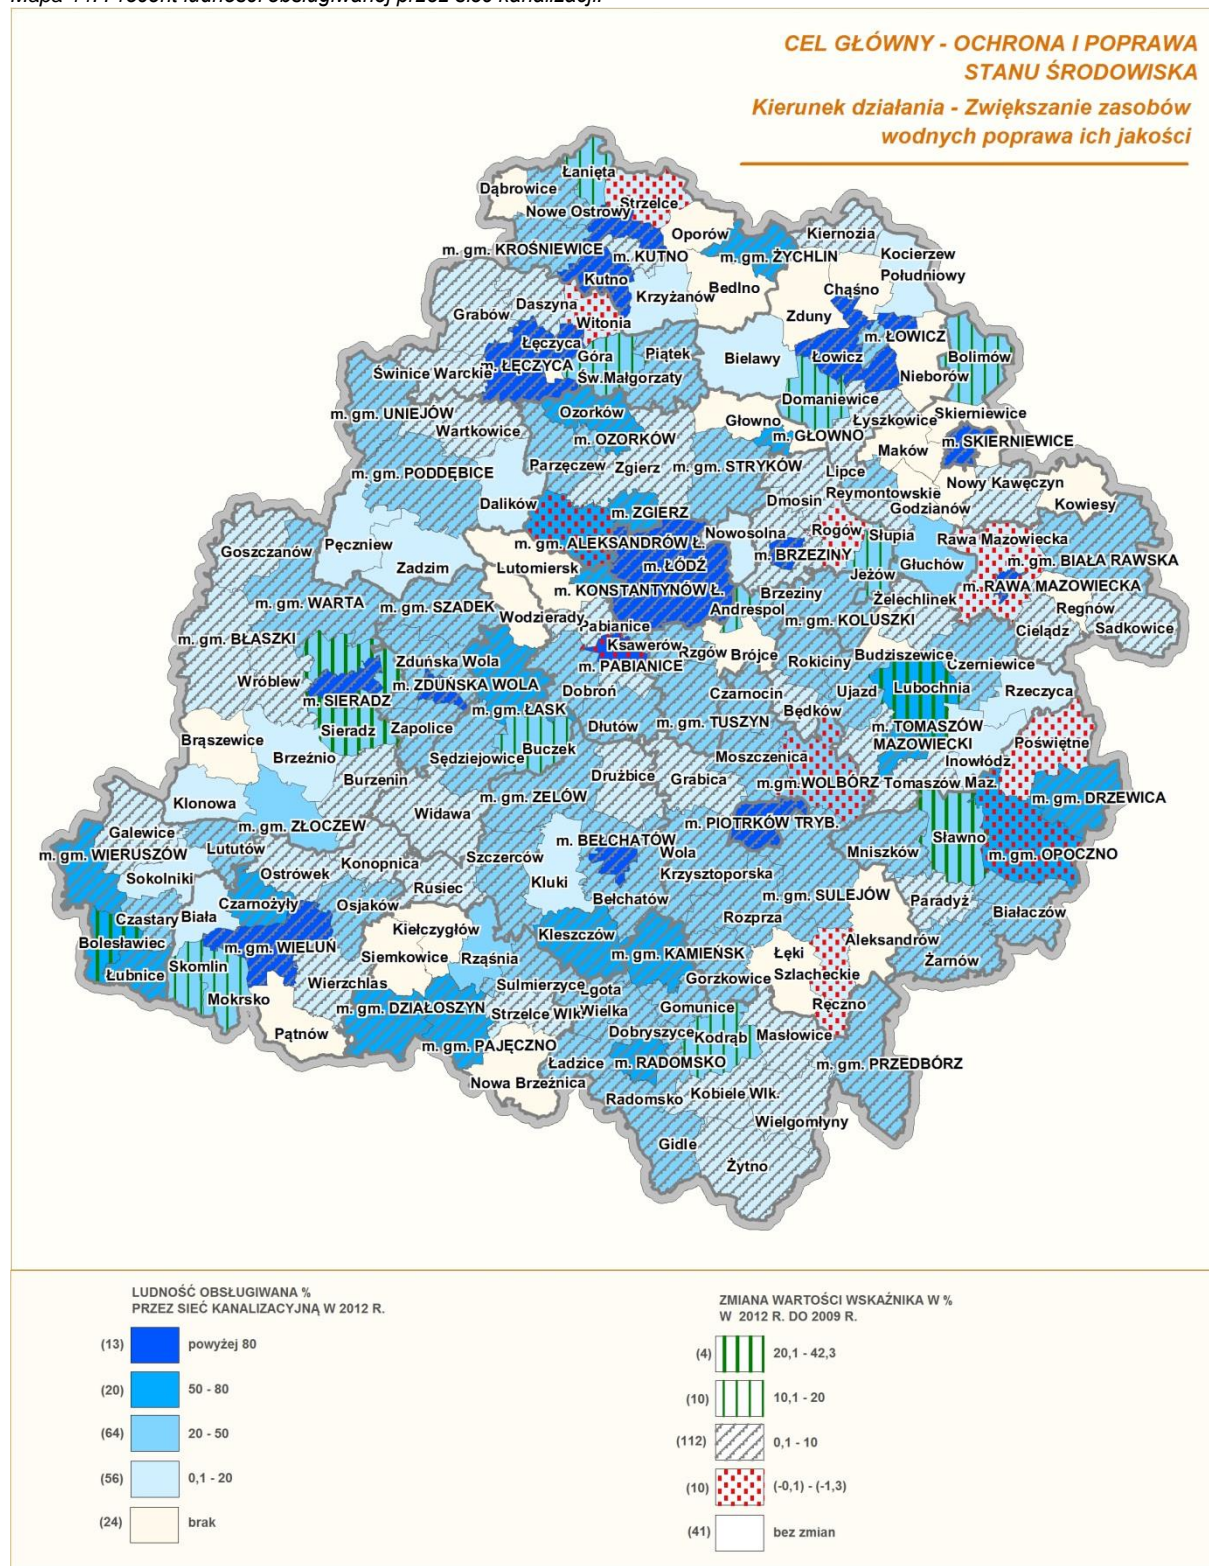 CEL GŁÓWNY - OCHRONA I POPRAWA
STANU ŚRODOWISKA
Kierunek działania - Zwiększanie zasobów
wodnych poprawa ich jakości
Łanięta
Dąbrowice
Strzelce
Nowe Ostrowy
Oporów
Kiernozia
m. gm. KROŚNIEWICE
m. KUTNO
m. gm. ŻYCHLIN
Kocierzew
Południowy
Kutno
Bedlno
Chąśno
Krzyżanów
Daszyna
Grabów
Witonia
Zduny
m. ŁOWICZ
Łęczyca
Góra
Piątek
Bielawy
Łowicz
Bolimów
m. ŁĘCZYCA
Św.Małgorzaty
Nieborów
Świnice Warckie
Domaniewice
m. gm. UNIEJÓW
Ozorków
Głowno
Łyszkowice
Skierniewice
Wartkowice
m. OZORKÓW
m. GŁOWNO
m. SKIERNIEWICE
Maków
m. gm. PODDĘBICE
Parzęczew
Zgierz
m. gm. STRYKÓW
Lipce
Reymontowskie
Nowy Kawęczyn
Dmosin
Godzianów
Kowiesy
Dalików
m. ZGIERZ
Nowosolna
Rogów
Słupia
Rawa Mazowiecka
Goszczanów
Pęczniew
m. gm. ALEKSANDRÓW Ł.
m. BRZEZINY
m. gm. BIAŁA RAWSKA
Zadzim
Lutomiersk
m. ŁÓDŹ
Jeżów
Głuchów
m. RAWA MAZOWIECKA
m. KONSTANTYNÓW Ł.
Brzeziny
Żelechlinek
Regnów
m. gm. WARTA
m. gm. SZADEK
Wodzierady
Andrespol
m. gm. KOLUSZKI
Sadkowice
Pabianice
Cielądz
m. gm. BŁASZKI
Ksawerów
Rzgów
Brójce
Budziszewice
Zduńska Wola
m. PABIANICE
Rokiciny
Czerniewice
Wróblew
m. ZDUŃSKA WOLA
Dobroń
Czarnocin
Ujazd
Lubochnia
Rzeczyca
m. SIERADZ
m. gm. ŁASK
Będków
Sieradz
Zapolice
Dłutów
m. gm. TUSZYN
m. TOMASZÓW
MAZOWIECKI
Brąszewice
Buczek
Poświętne
Brzeźnio
Sędziejowice
Moszczenica
Inowłódz
Burzenin
Drużbice
Grabica
m.gm.WOLBÓRZ
Tomaszów Maz.
Klonowa
m. gm. ZELÓW
m. gm. DRZEWICA
Widawa
m. gm. ZŁOCZEW
m. PIOTRKÓW TRYB.
Galewice
m. BEŁCHATÓW
Sławno
m. gm. WIERUSZÓW
Lututów
Konopnica
Szczerców
Wola
Krzysztoporska
Mniszków
m. gm. OPOCZNO
Sokolniki
Ostrówek
Rusiec
Kluki
m. gm. SULEJÓW
Czarnożyły
Osjaków
Bełchatów
Paradyż
Czastary
Biała
Rozprza
Białaczów
Bolesławiec
m. gm. WIELUŃ
Kiełczygłów
Kleszczów
Aleksandrów
Skomlin
Siemkowice
Rząśnia
m. gm. KAMIEŃSK
Łęki
Szlacheckie
Żarnów
Łubnice
Wierzchlas
Sulmierzyce
Gorzkowice
Mokrsko
m. gm. DZIAŁOSZYN
Lgota
Wielka
Gomunice
Ręczno
Pątnów
Strzelce Wlk.
Dobryszyce
Kodrąb
Masłowice
m. gm. PAJĘCZNO
Ładzice
m. RADOMSKO
m. gm. PRZEDBÓRZ
Nowa Brzeźnica
Radomsko
Kobiele Wlk.
Wielgomłyny
Gidle
Żytno
LUDNOŚĆ OBSŁUGIWANA %
PRZEZ SIEĆ KANALIZACYJNĄ W 2012 R.
(13) powyżej 80
(20) 50 - 80
(64) 20 - 50
(56) 0,1 - 20
(24) brak
ZMIANA WARTOŚCI WSKAŹNIKA W %
W 2012 R. DO 2009 R.
(4) 20,1 - 42,3
(10) 10,1 - 20
(112) 0,1 - 10
(10) (-0,1) - (-1,3)
(41) bez zmian